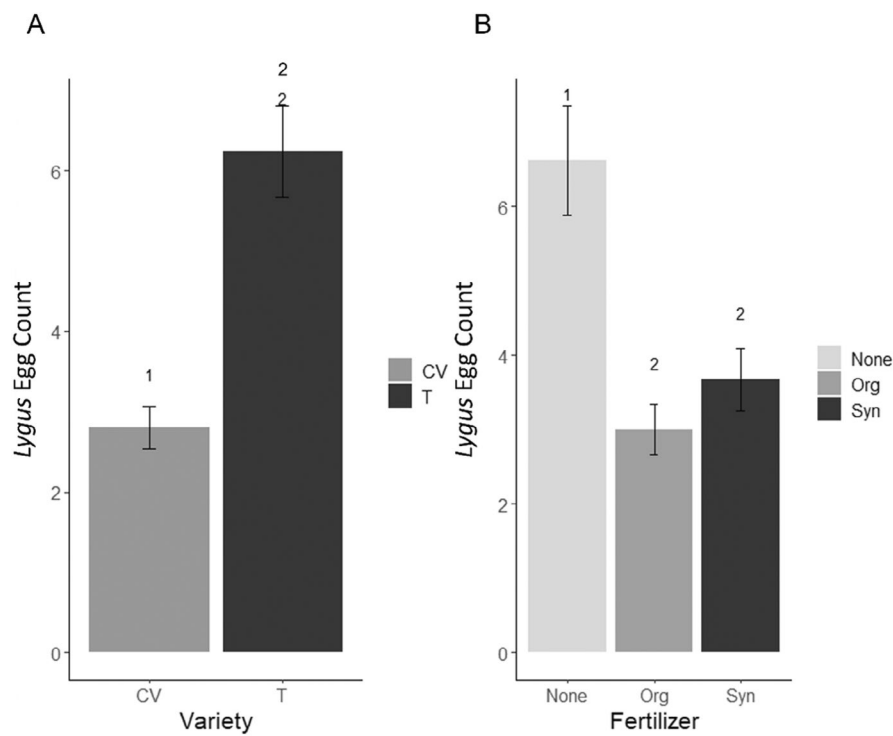 A
Lygus Egg Count
6
4
2
0
1
2
2
CV
T
Variety
CV
T
B
Lygus Egg Count
6
4
2
0
1
2
2
None
Org
Syn
Fertilizer
None
Org
Syn